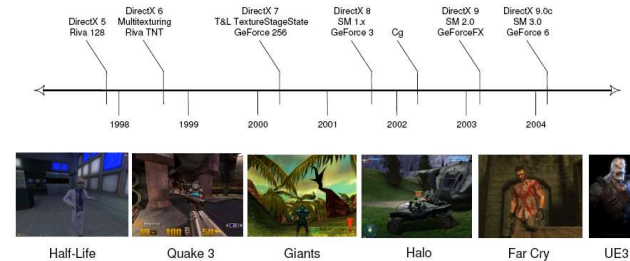 DirectX 5
Riva 128
DirectX 6
Multitexturing
Riva TNT
DirectX 7
T&L TextureStageState
GeForce 256
DirectX 8
SM 1.x
GeForce 3
Cg
DirectX 9
SM 2.0
GeForceFX
DirectX 9.0c
SM 3.0
GeForce 6
1998
1999
2000
2001
2002
2003
2004
Half-Life
Quake 3
Giants
Halo
Far Cry
UE3